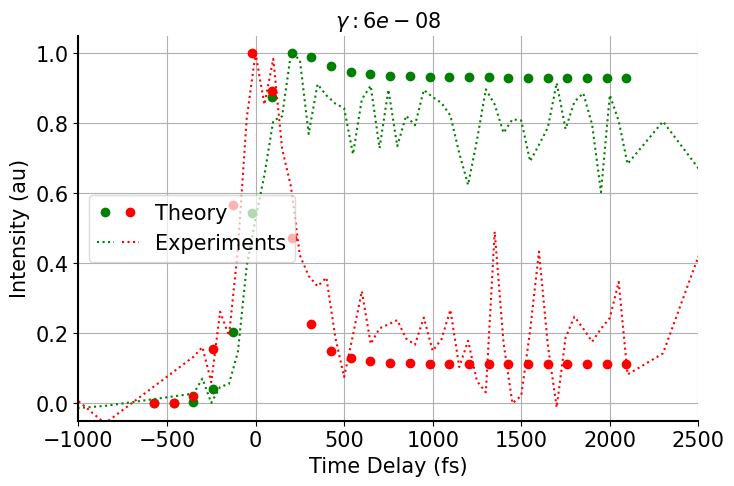 γ : 6e − 08
Intensity (au)
1.0
0.8
0.6
0.4
0.2
0.0
Theory
Experiments
−1000 −500 0 500 1000 1500 2000 2500
Time Delay (fs)